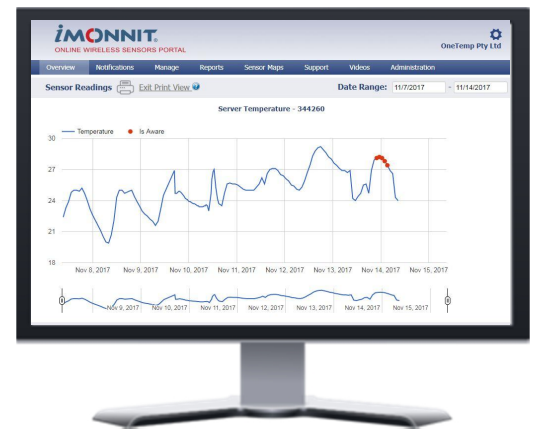 iMONNIT.
ONLINE WIRELESS SENSORS PORTAL
OneTemp Pty Ltd
Overview Notifications Manage Reports Sensor Maps Support Videos Administration
Sensor Readings Exit Print View ? Date Range: 11/7/2017 - 11/14/2017
Server Temperature - 344260
Temperature Is Aware
30
27
24
21
18
Nov 8, 2017 Nov 9, 2017 Nov 10, 2017 Nov 11, 2017 Nov 12, 2017 Nov 13, 2017 Nov 14, 2017 Nov 15, 2017
Nov 9, 2017 Nov 10, 2017 Nov 11, 2017 Nov 12, 2017 Nov 13, 2017 Nov 14, 2017 Nov 15, 2017